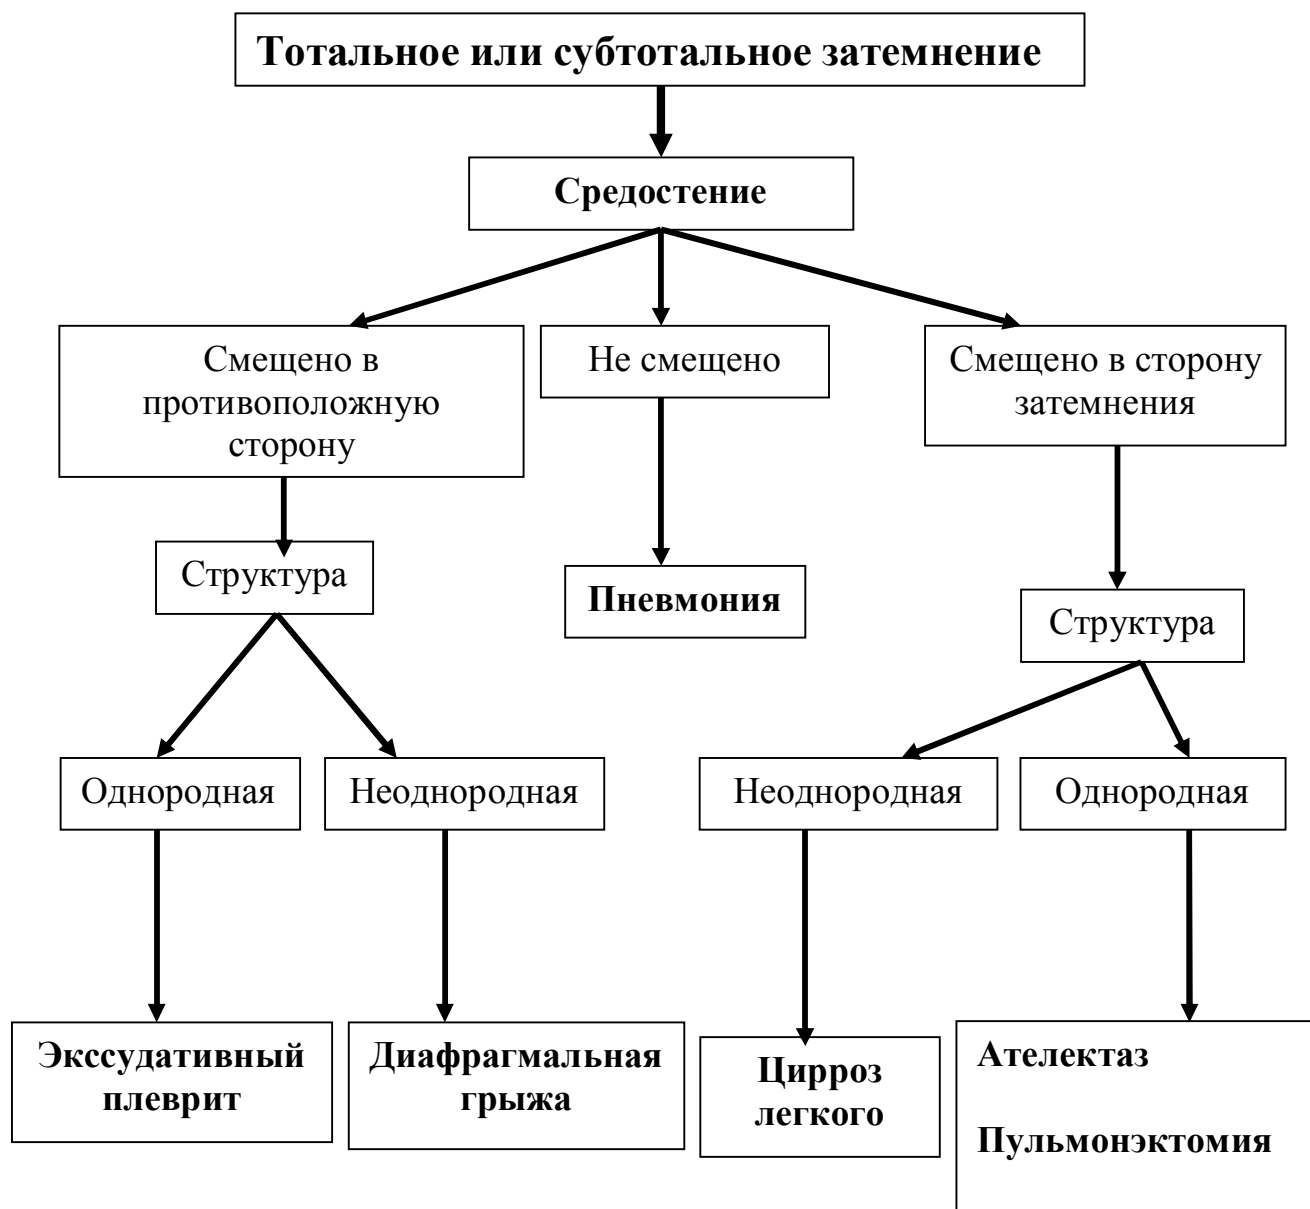 Тотальное или субтотальное затемнение
Средостение
Смещено в
противоположную
сторону
Не смещено
Смещено в сторону
затемнения
Структура
Пневмония
Структура
Однородная
Неоднородная
Неоднородная
Однородная
Экссудативный
плеврит
Диафрагмальная
грыжа
Цирроз
легкого
Ателектаз
Пульмонэктомия